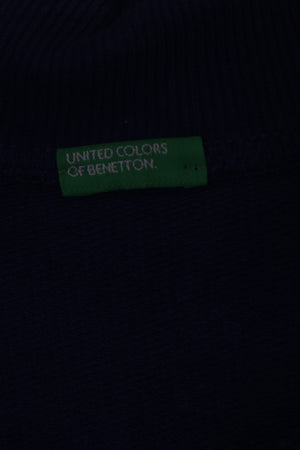 UNITED COLORS
OF BENETTON.